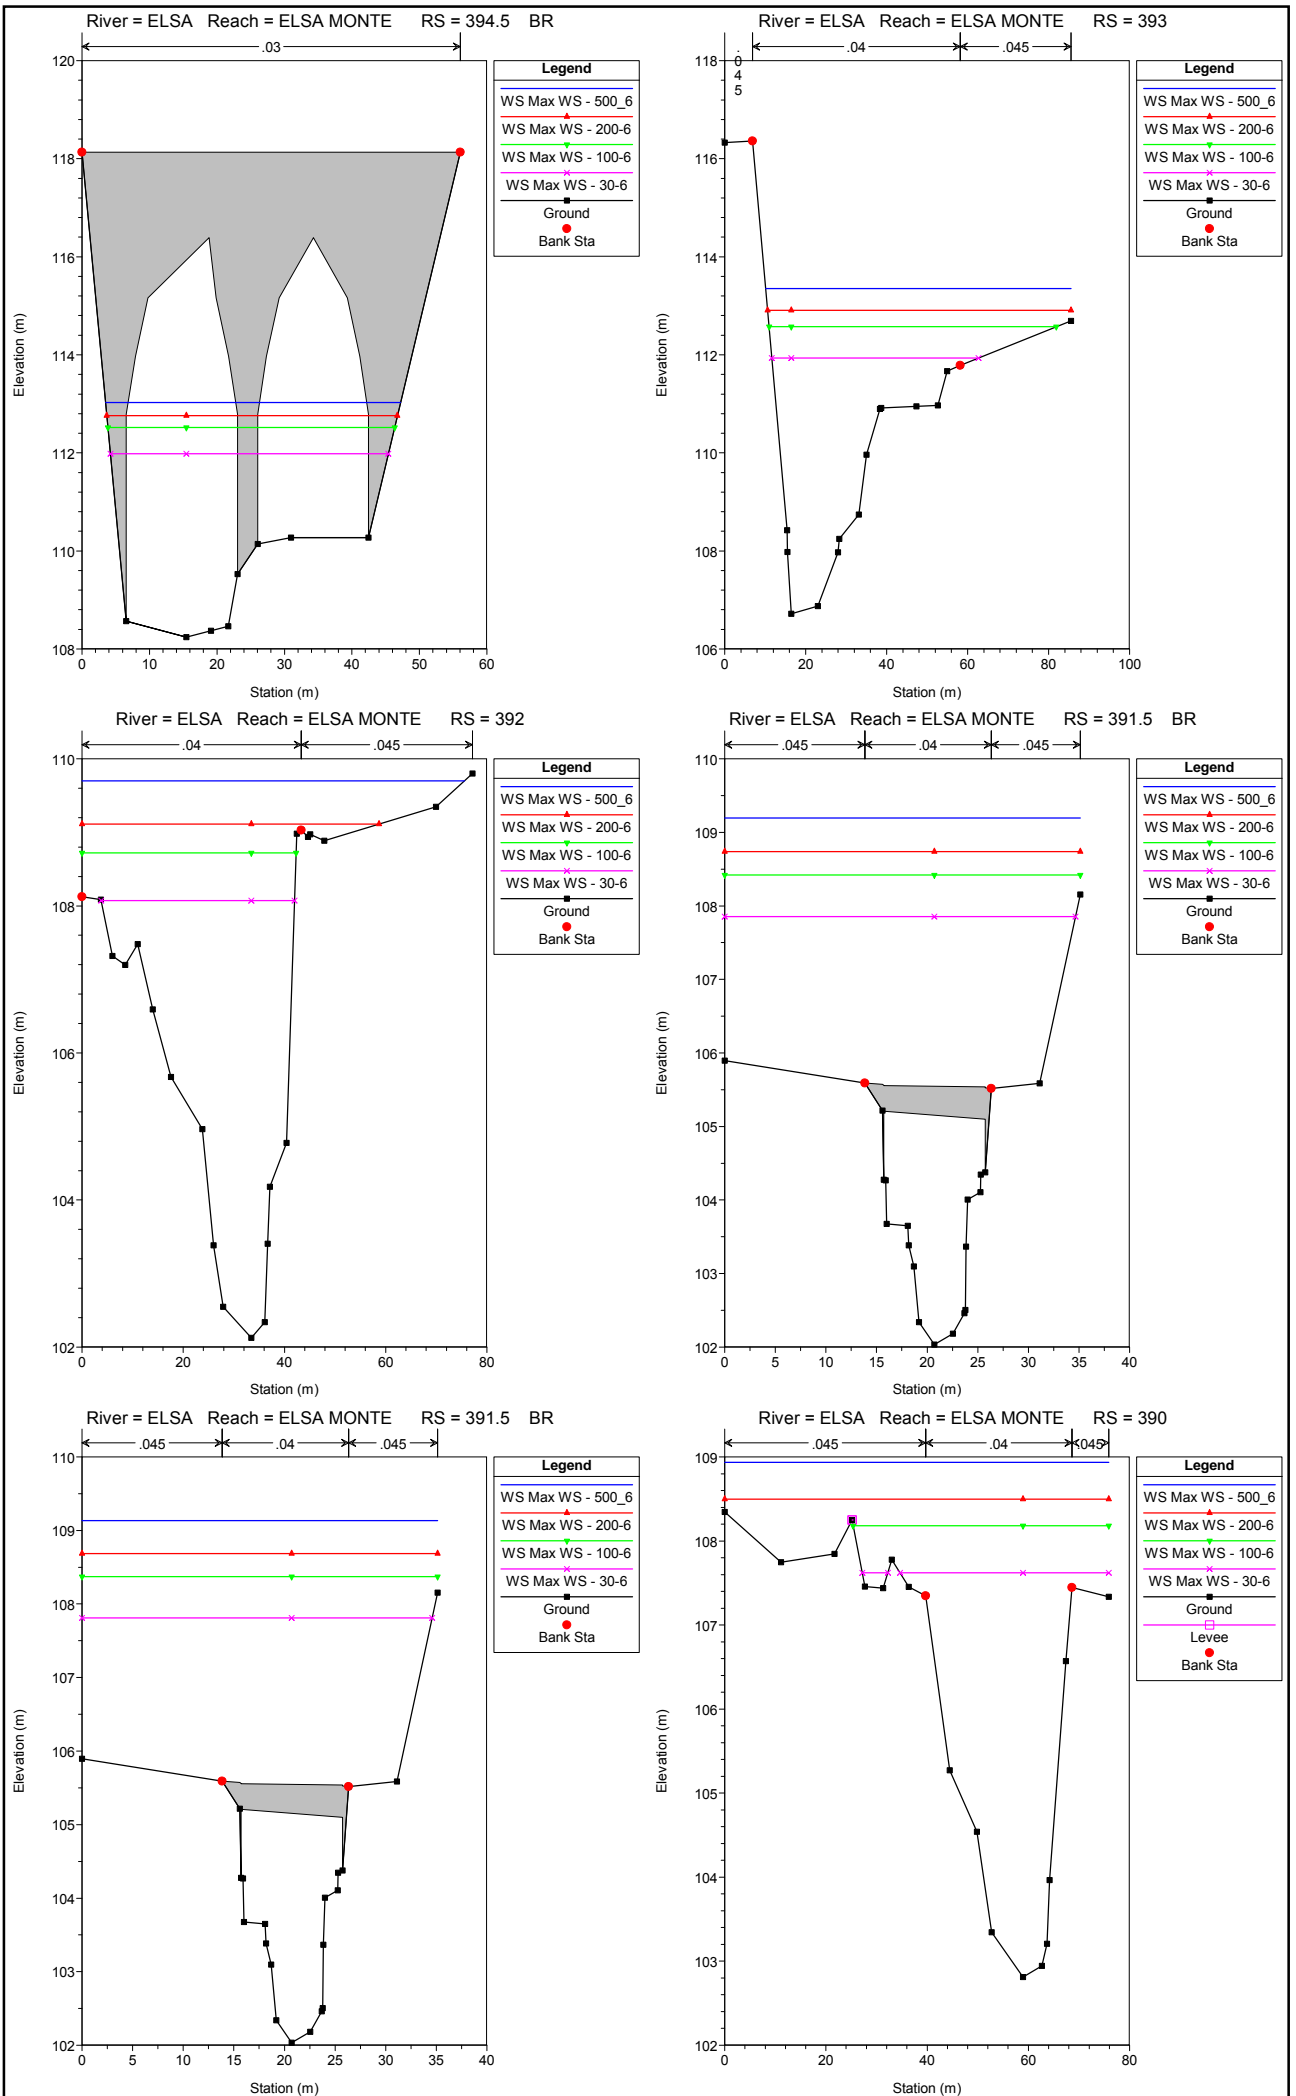 River = ELSA Reach = ELSA MONTE RS = 394.5 BR
.03
120
118
116
114
112
110
108
0 10 20 30 40 50 60
Station (m)
Elevation (m)
Legend
WS Max WS - 500_6
WS Max WS - 200-6
WS Max WS - 100-6
WS Max WS - 30-6
Ground
Bank Sta
River = ELSA Reach = ELSA MONTE RS = 393
.045
.04
.045
118
116
114
112
110
108
106
0 20 40 60 80 100
Station (m)
Elevation (m)
Legend
WS Max WS - 500_6
WS Max WS - 200-6
WS Max WS - 100-6
WS Max WS - 30-6
Ground
Bank Sta
River = ELSA Reach = ELSA MONTE RS = 392
.04 .045
110
108
106
104
102
0 20 40 60 80
Station (m)
Elevation (m)
Legend
WS Max WS - 500_6
WS Max WS - 200-6
WS Max WS - 100-6
WS Max WS - 30-6
Ground
Bank Sta
River = ELSA Reach = ELSA MONTE RS = 391.5 BR
.045 .04 .045
110
109
108
107
106
105
104
103
102
0 5 10 15 20 25 30 35 40
Station (m)
Elevation (m)
Legend
WS Max WS - 500_6
WS Max WS - 200-6
WS Max WS - 100-6
WS Max WS - 30-6
Ground
Bank Sta
River = ELSA Reach = ELSA MONTE RS = 391.5 BR
.045 .04 .045
110
109
108
107
106
105
104
103
102
0 5 10 15 20 25 30 35 40
Station (m)
Elevation (m)
Legend
WS Max WS - 500_6
WS Max WS - 200-6
WS Max WS - 100-6
WS Max WS - 30-6
Ground
Bank Sta
River = ELSA Reach = ELSA MONTE RS = 390
.045 .04 .045
109
108
107
106
105
104
103
102
0 20 40 60 80
Station (m)
Elevation (m)
Legend
WS Max WS - 500_6
WS Max WS - 200-6
WS Max WS - 100-6
WS Max WS - 30-6
Ground
Levee
Bank Sta